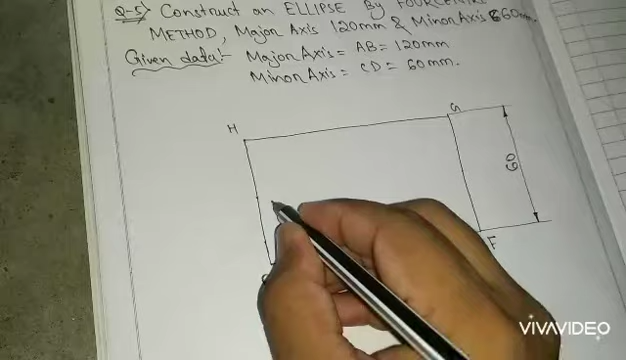 Q-5) Construct an ELLIPSE By FOURCENTRE
METHOD, Major Axis 120mm & Minor Axis 60mm.
Given data:- Major Axis = AB = 120mm
Minor Axis = CD = 60mm.
H
G
60
F
VIVAVIDEO